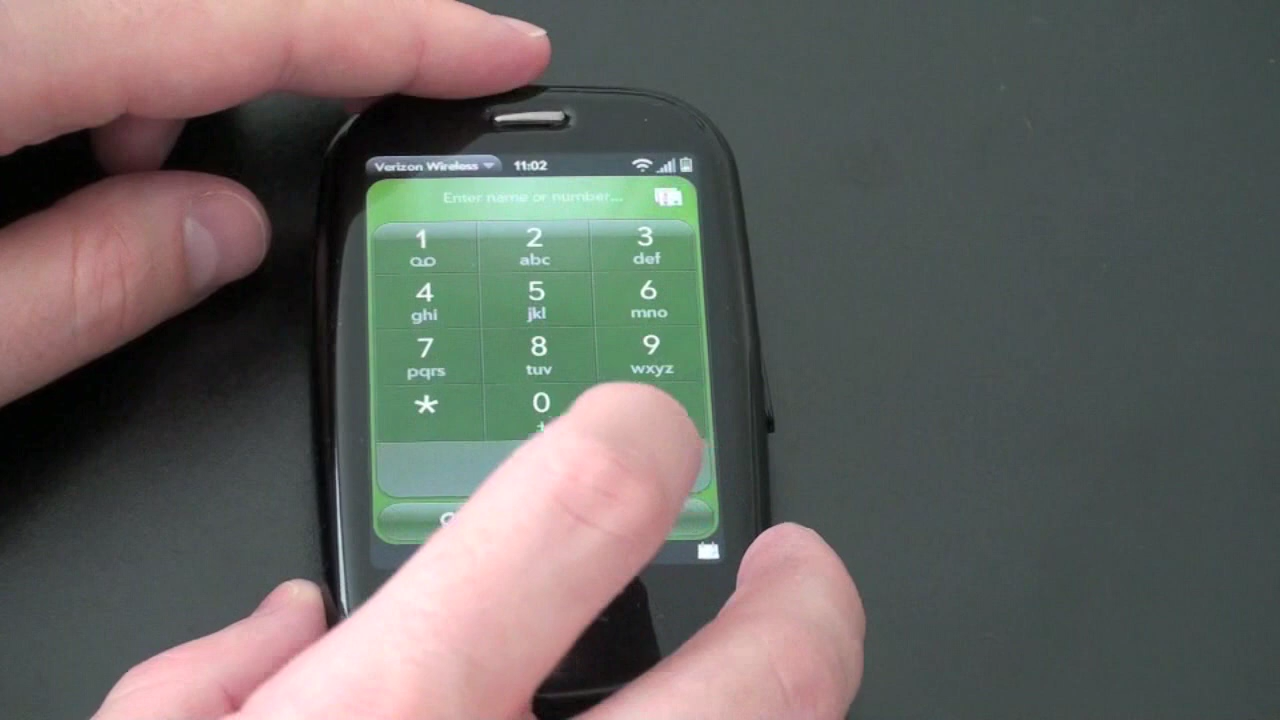 Verizon Wireless 11:02
Enter name or number...
1 2 3
abc def
4 5 6
ghi jkl mno
7 8 9
pqrs tuv wxyz
* 0
+